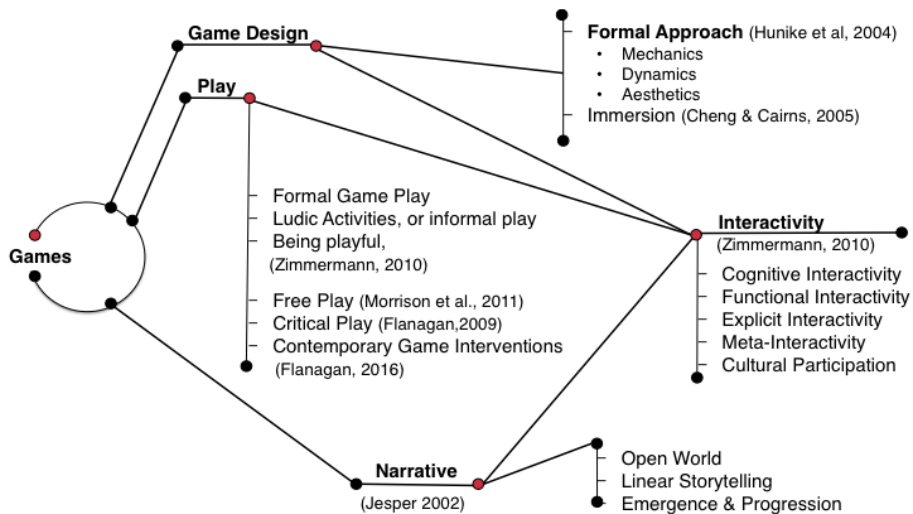 Game Design
Formal Approach (Hunike et al, 2004)
• Mechanics
• Dynamics
• Aesthetics
Immersion (Cheng & Cairns, 2005)
Play
Formal Game Play
Ludic Activities, or informal play
Being playful,
(Zimmermann, 2010)
Free Play (Morrison et al., 2011)
Critical Play (Flanagan,2009)
Contemporary Game Interventions
(Flanagan, 2016)
Games
Interactivity
(Zimmermann, 2010)
Cognitive Interactivity
Functional Interactivity
Explicit Interactivity
Meta-Interactivity
Cultural Participation
Narrative
(Jesper 2002)
Open World
Linear Storytelling
Emergence & Progression